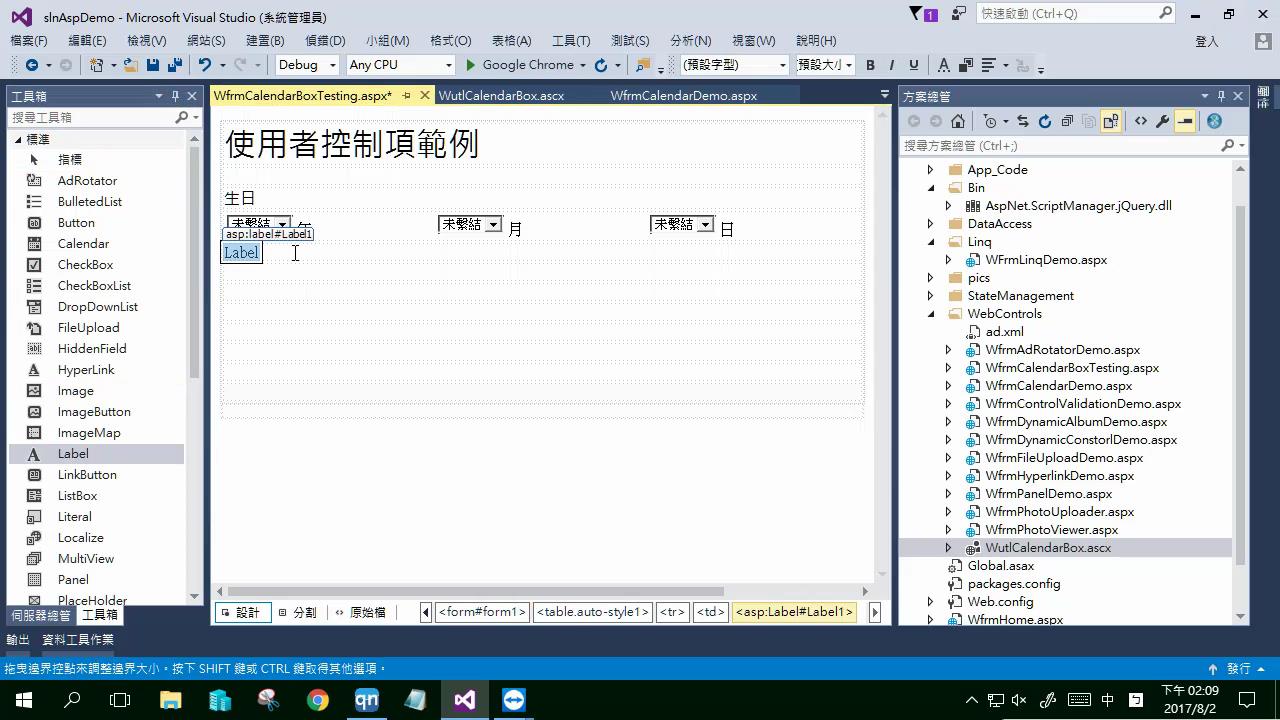 slnAspDemo - Microsoft Visual Studio (系統管理員)
1
快速啟動 (Ctrl+Q)
檔案(F) 編輯(E) 檢視(V) 網站(S) 建置(B) 偵錯(D) 小組(M) 格式(O) 表格(A) 工具(T) 測試(S) 分析(N) 視窗(W) 說明(H) 登入
Debug Any CPU Google Chrome (預設字型) 預設大小 B I U A
工具箱
搜尋工具箱
標準
指標
AdRotator
BulletedList
Button
Calendar
CheckBox
CheckBoxList
DropDownList
FileUpload
HiddenField
HyperLink
Image
ImageButton
ImageMap
Label
LinkButton
ListBox
Literal
Localize
MultiView
Panel
PlaceHolder
伺服器總管 工具箱
WfrmCalendarBoxTesting.aspx* WutlCalendarBox.ascx WfrmCalendarDemo.aspx
使用者控制項範例
生日
未繫結 年 未繫結 月 未繫結 日
asp:label#Label1
Label
設計 分割 原始檔 <form#form1> <table.auto-style1> <tr> <td> <asp:Label#Label1>
方案總管
搜尋方案總管 (Ctrl+;)
App_Code
Bin
AspNet.ScriptManager.jQuery.dll
DataAccess
Linq
WFrmLinqDemo.aspx
pics
StateManagement
WebControls
ad.xml
WfrmAdRotatorDemo.aspx
WfrmCalendarBoxTesting.aspx
WfrmCalendarDemo.aspx
WfrmControlValidationDemo.aspx
WfrmDynamicAlbumDemo.aspx
WfrmDynamicConstorlDemo.aspx
WfrmFileUploadDemo.aspx
WfrmHyperlinkDemo.aspx
WfrmPanelDemo.aspx
WfrmPhotoUploader.aspx
WfrmPhotoViewer.aspx
WutlCalendarBox.ascx
Global.asax
packages.config
Web.config
WfrmHome.aspx
輸出 資料工具作業
拖曳邊界控點來調整邊界大小。按下 SHIFT 鍵或 CTRL 鍵取得其他選項。 發行
qn
中
下午 02:09
2017/8/2